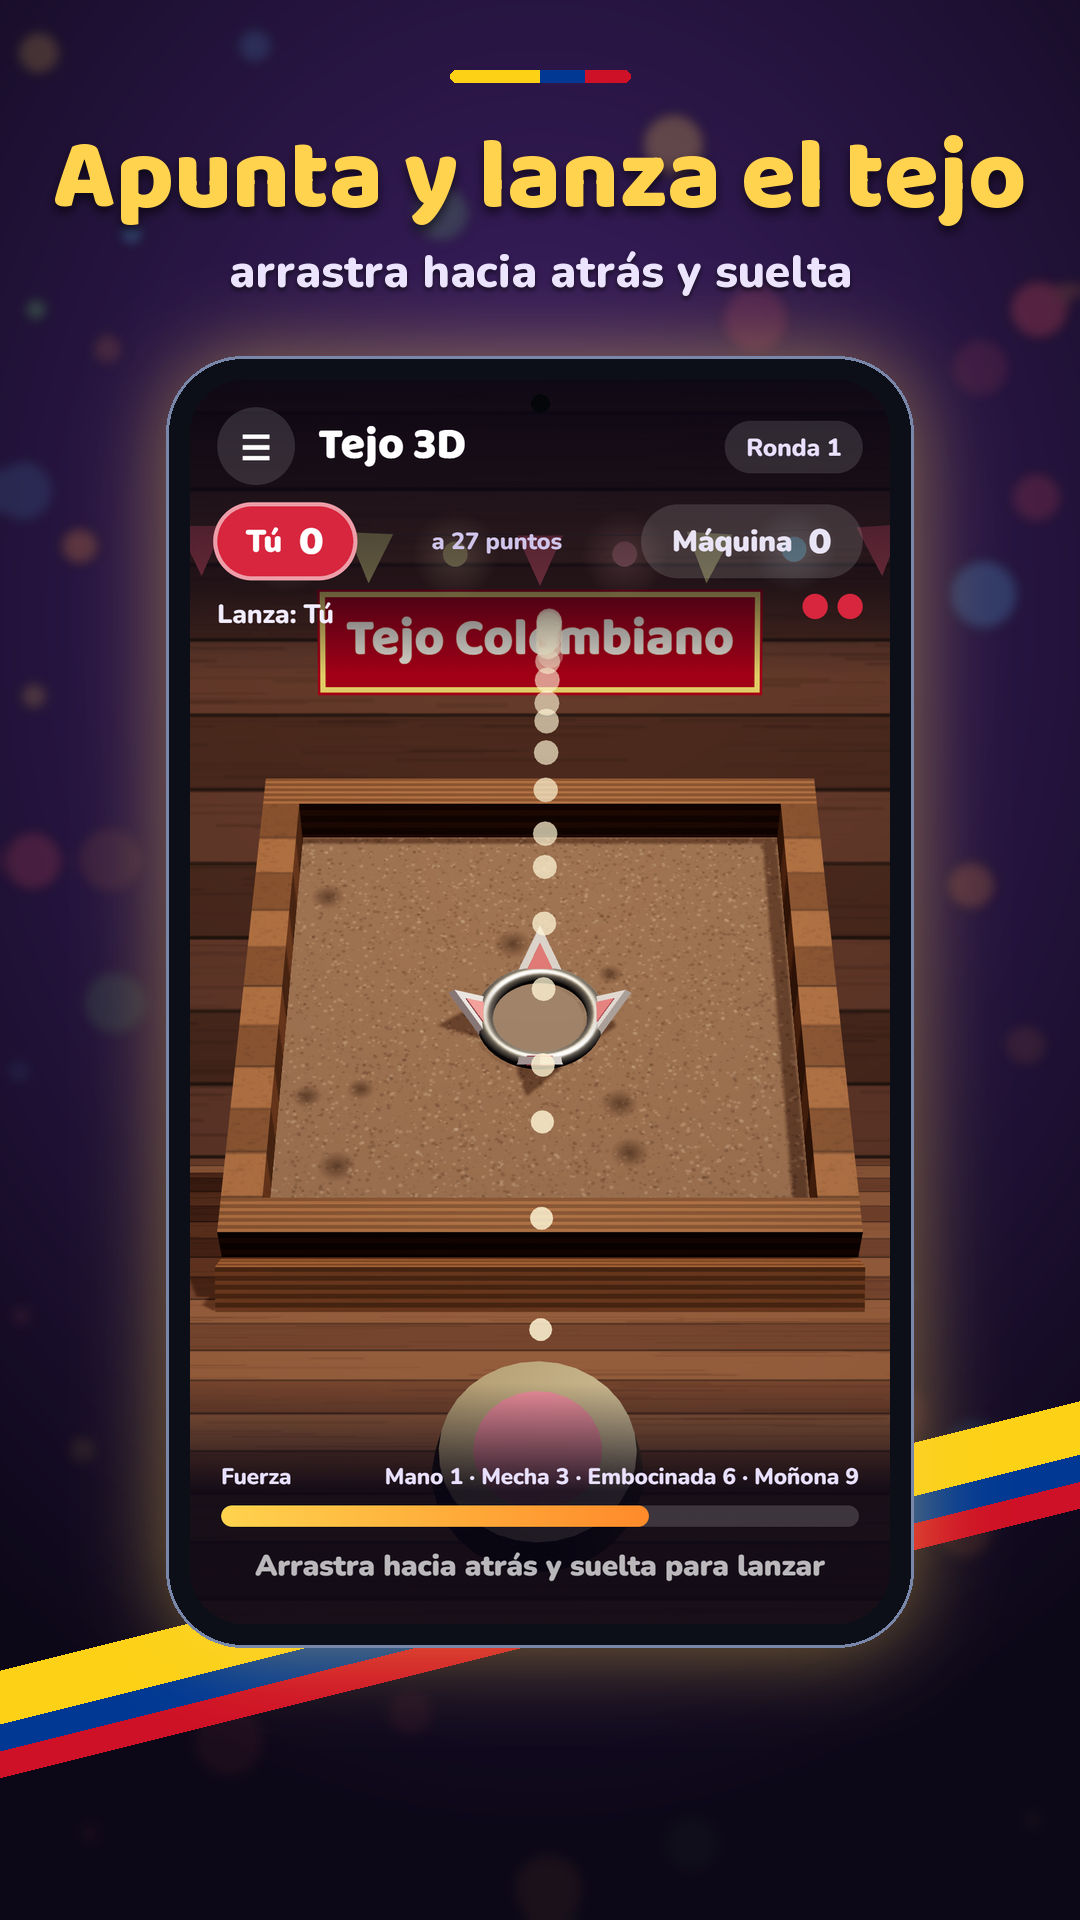 Apunta y lanza el tejo
arrastra hacia atrás y suelta
Tejo 3D
Ronda 1
Tú 0
a 27 puntos
Máquina 0
Lanza: Tú
Tejo Colombiano
Fuerza
Mano 1 · Mecha 3 · Embocinada 6 · Moñona 9
Arrastra hacia atrás y suelta para lanzar